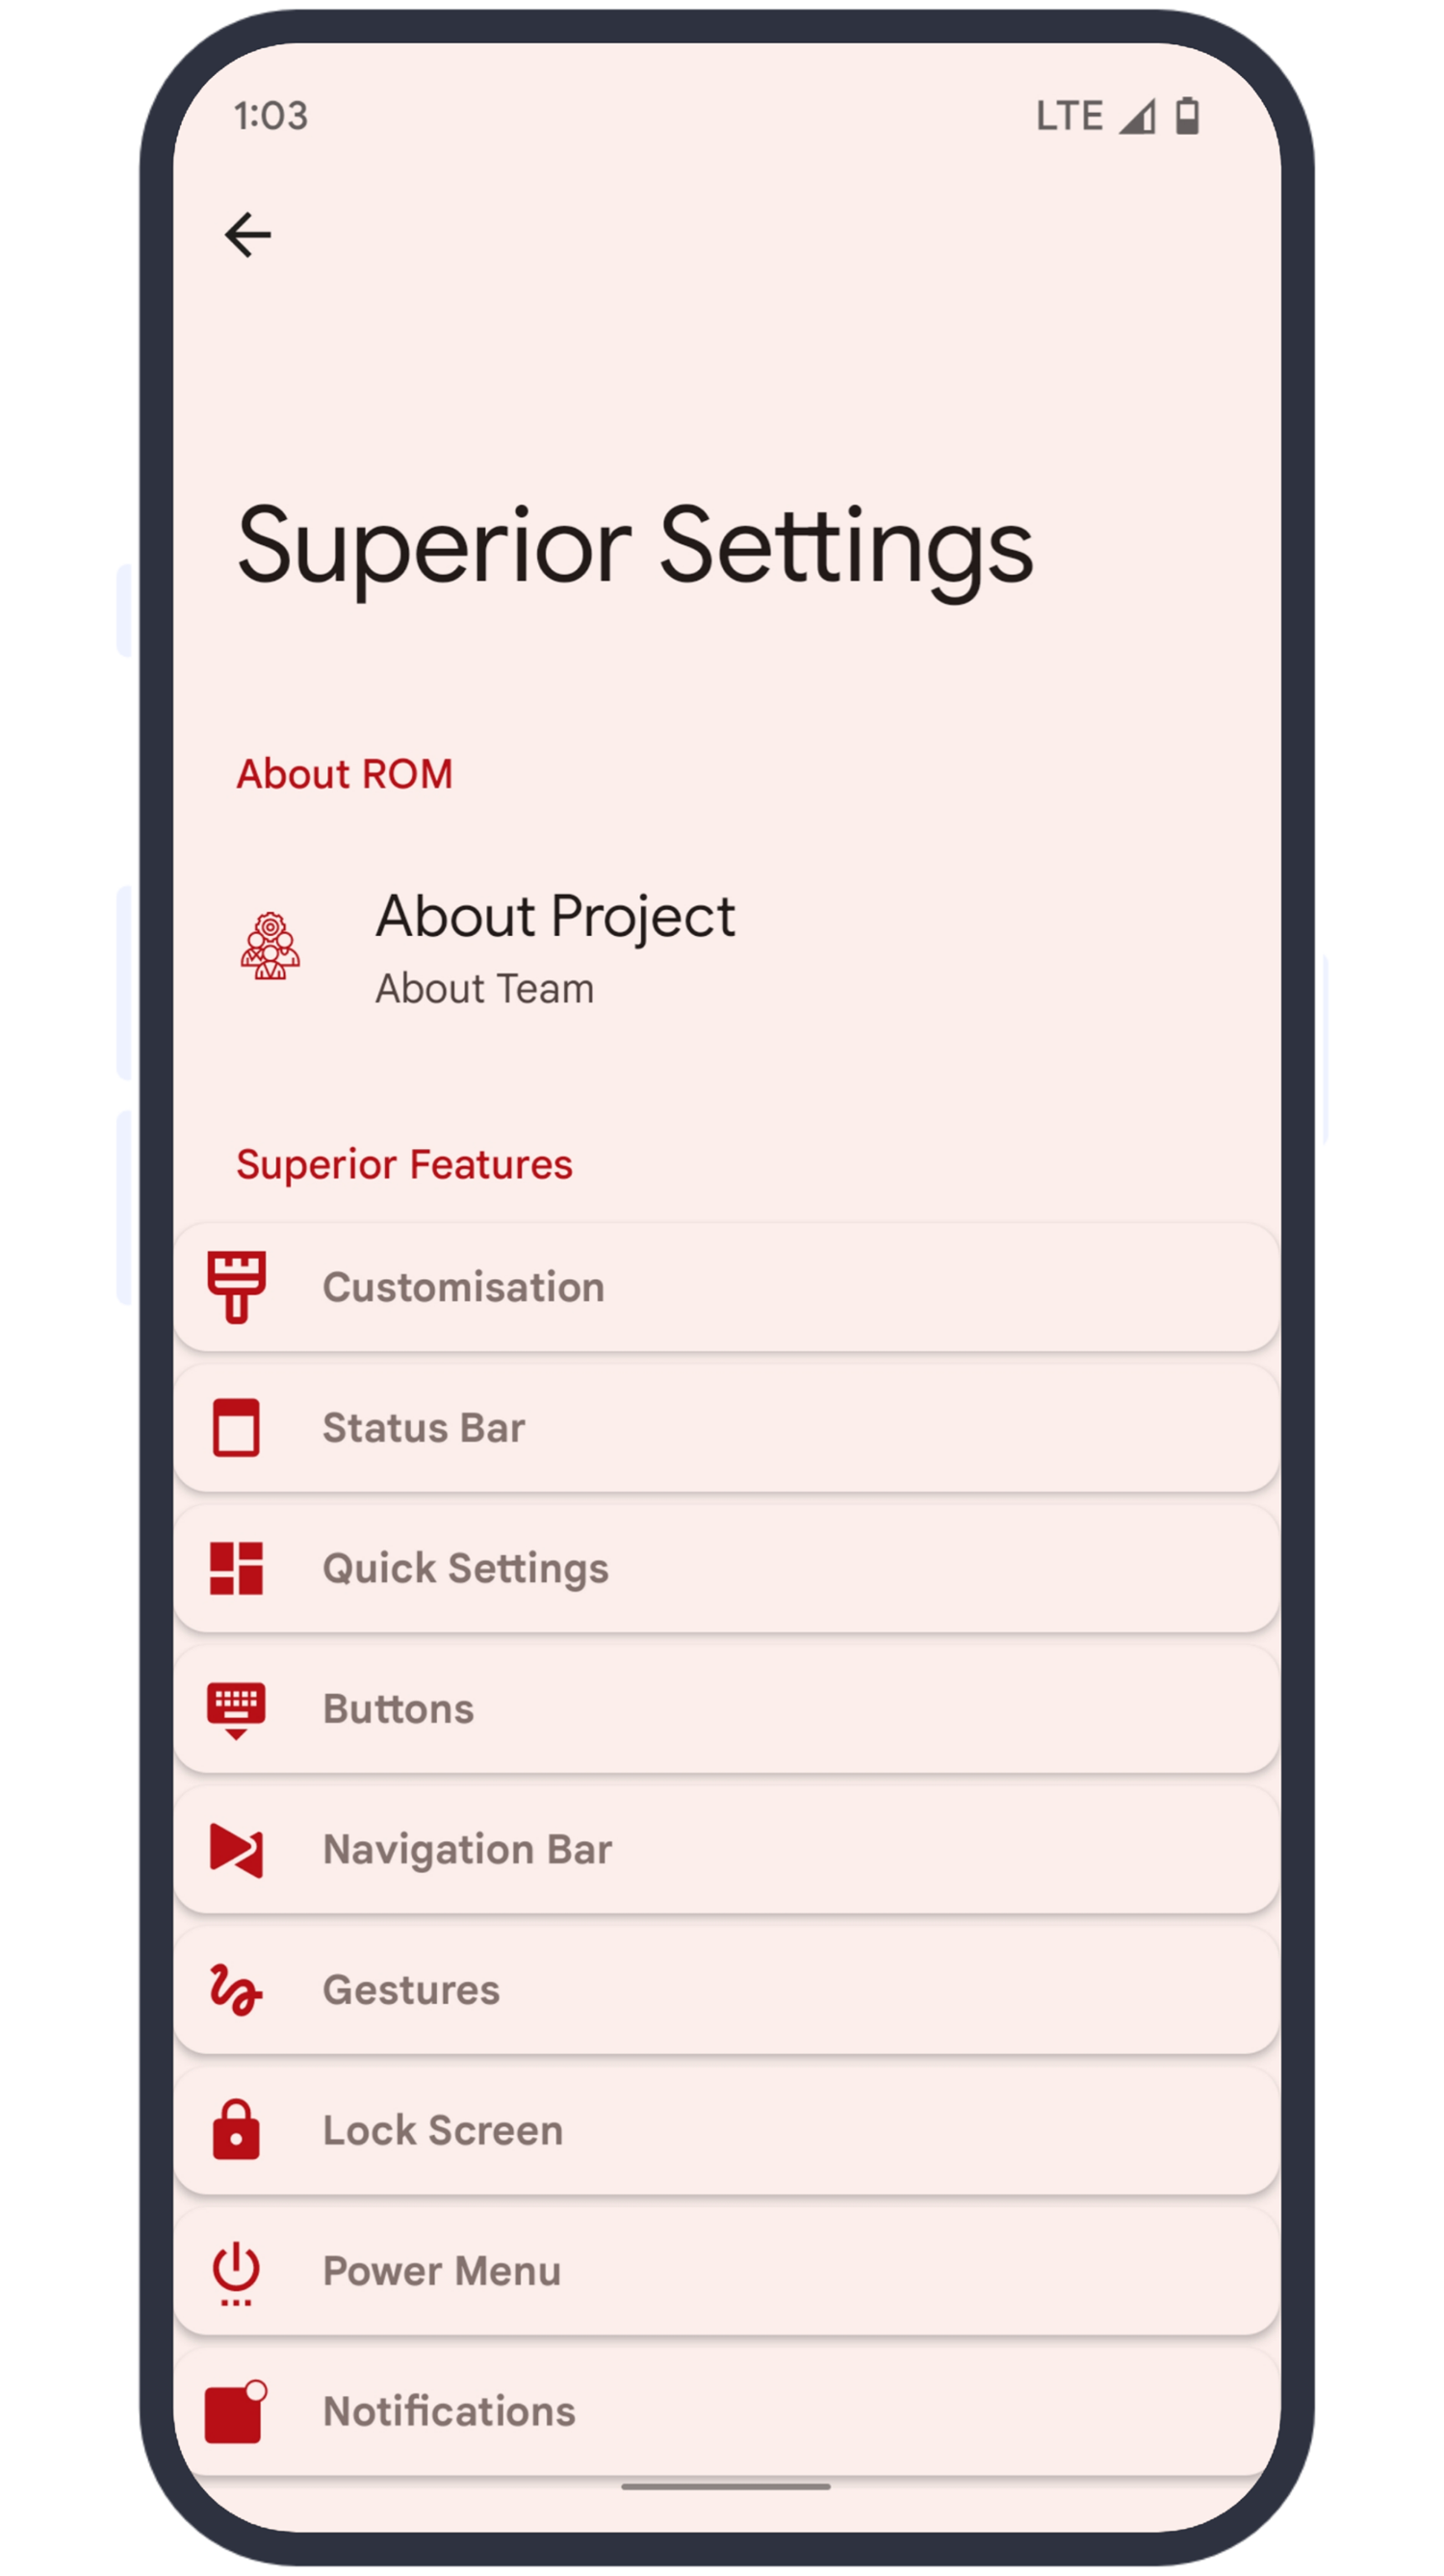 1:03 LTE
Superior Settings
About ROM
About Project
About Team
Superior Features
Customisation
Status Bar
Quick Settings
Buttons
Navigation Bar
Gestures
Lock Screen
Power Menu
Notifications